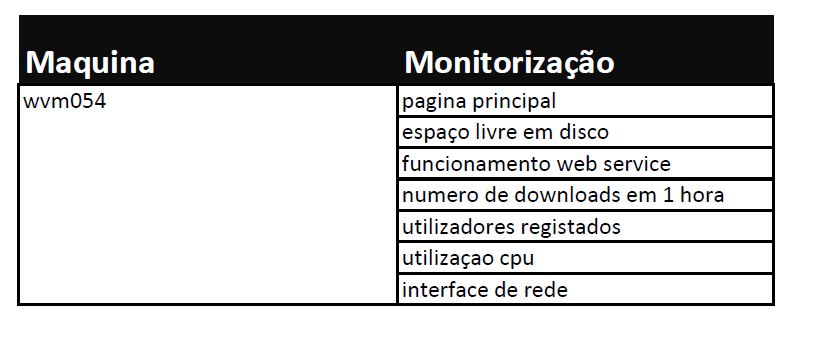 Maquina Monitorização
wvm054 pagina principal
espaço livre em disco
funcionamento web service
numero de downloads em 1 hora
utilizadores registados
utilizaçao cpu
interface de rede